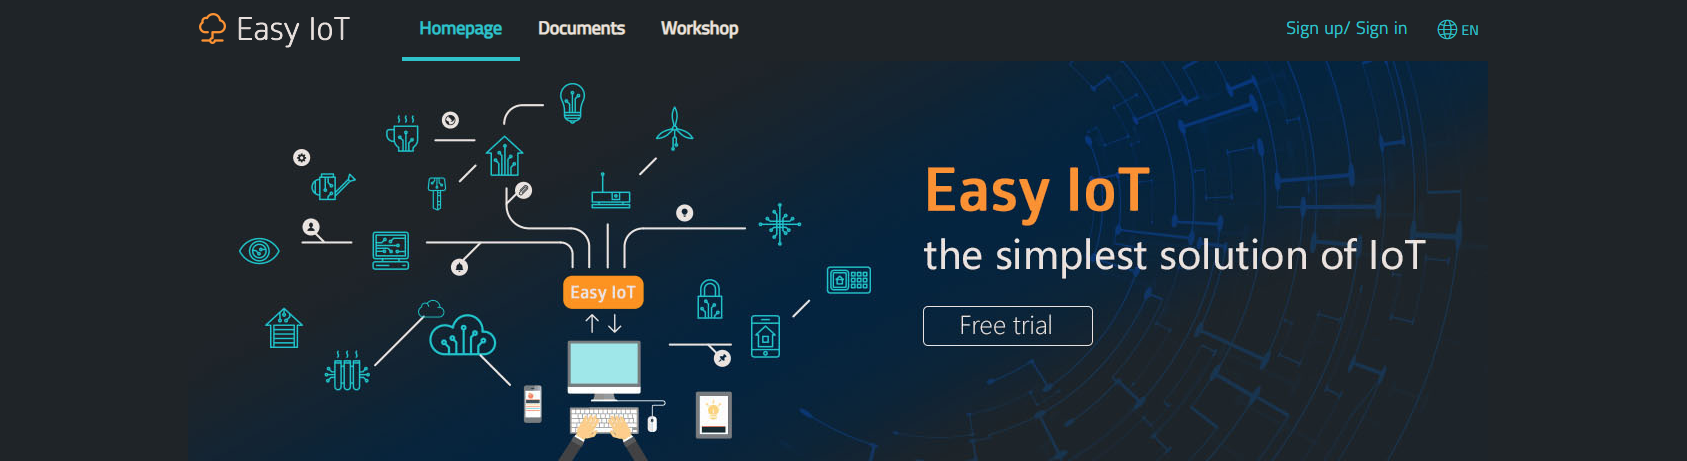 Easy IoT
Homepage
Documents
Workshop
Sign up/ Sign in
EN
Easy IoT
Easy IoT
the simplest solution of IoT
Free trial